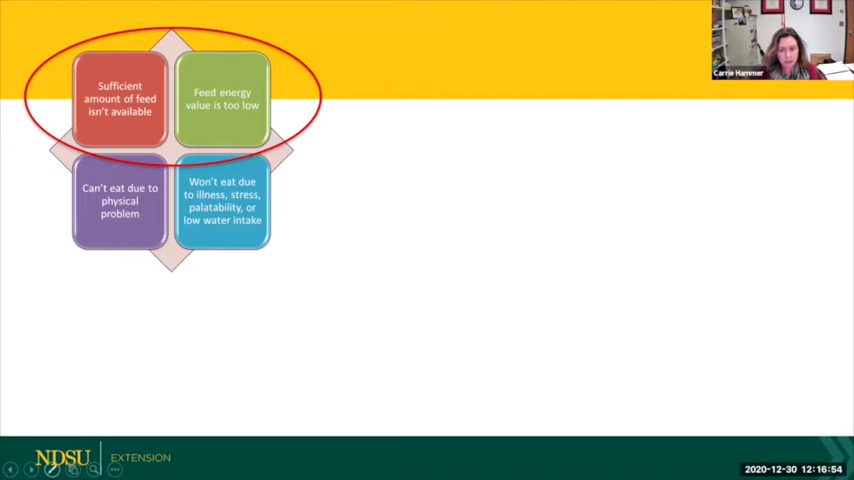 Carrie Hammer
Sufficient
amount of feed
isn't available
Feed energy
value is too low
Can't eat due to
physical
problem
Won't eat due
to illness, stress,
palatability, or
low water intake
NDSU
EXTENSION
2020-12-30 12:16:54